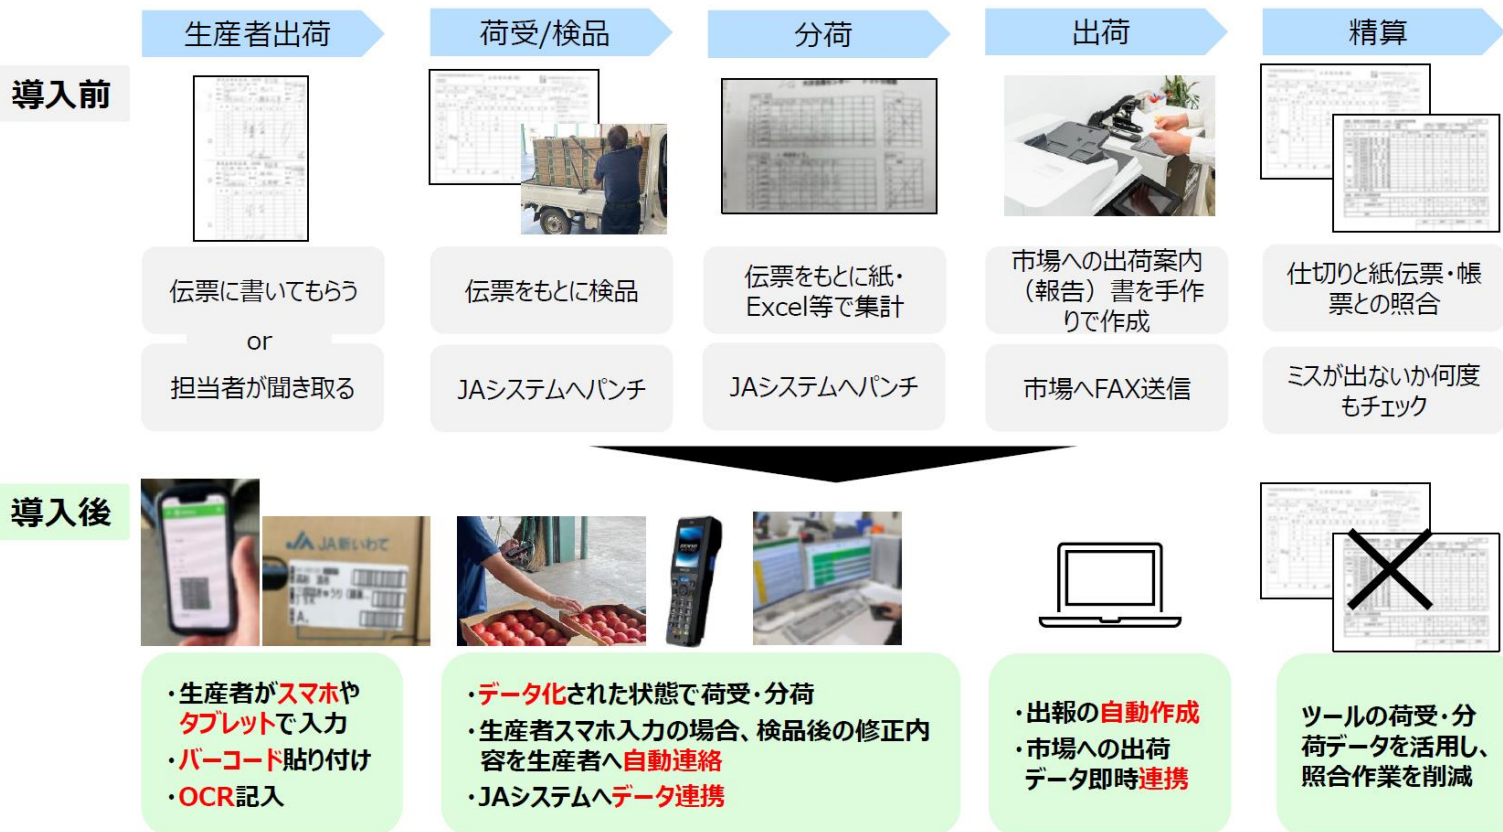 生産者出荷
荷受/検品
分荷
出荷
精算
導入前
伝票に書いてもらう
or
担当者が聞き取る
伝票をもとに検品
JAシステムへパンチ
伝票をもとに紙・
Excel等で集計
JAシステムへパンチ
市場への出荷案内
（報告）書を手作
りで作成
市場へFAX送信
仕切りと紙伝票・帳
票との照合
ミスが出ないか何度
もチェック
導入後
JA新いわて
・生産者がスマホや
タブレットで入力
・バーコード貼り付け
・OCR記入
・データ化された状態で荷受・分荷
・生産者スマホ入力の場合、検品後の修正内
容を生産者へ自動連絡
・JAシステムへデータ連携
・出報の自動作成
・市場への出荷
データ即時連携
ツールの荷受・分
荷データを活用し、
照合作業を削減